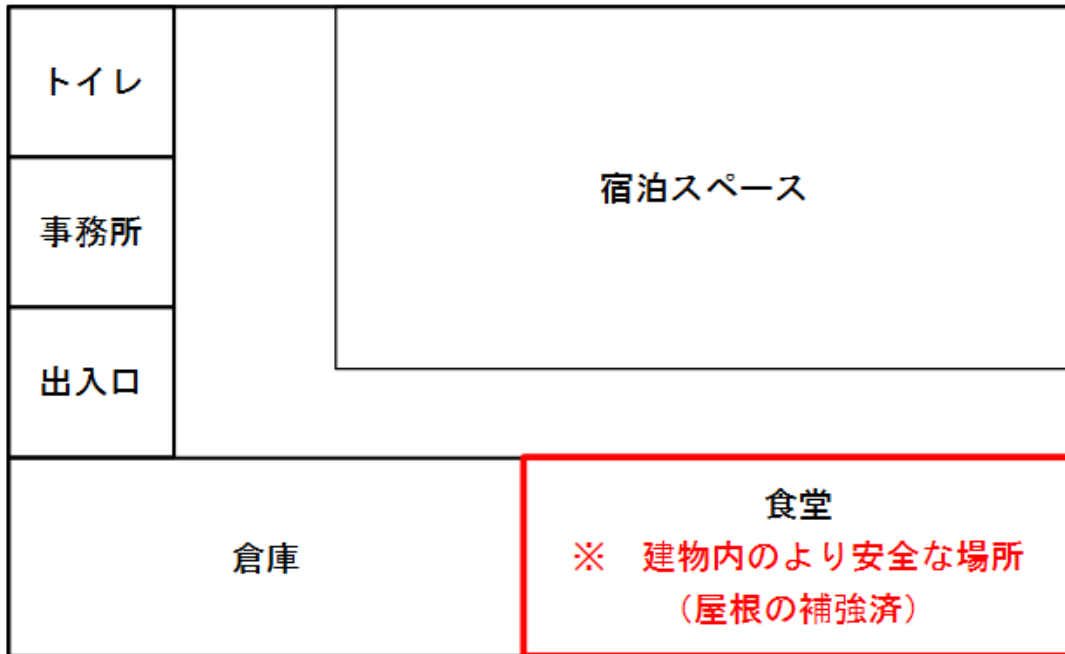 トイレ
宿泊スペース
事務所
出入口
倉庫
食堂
※　建物内のより安全な場所
（屋根の補強済）